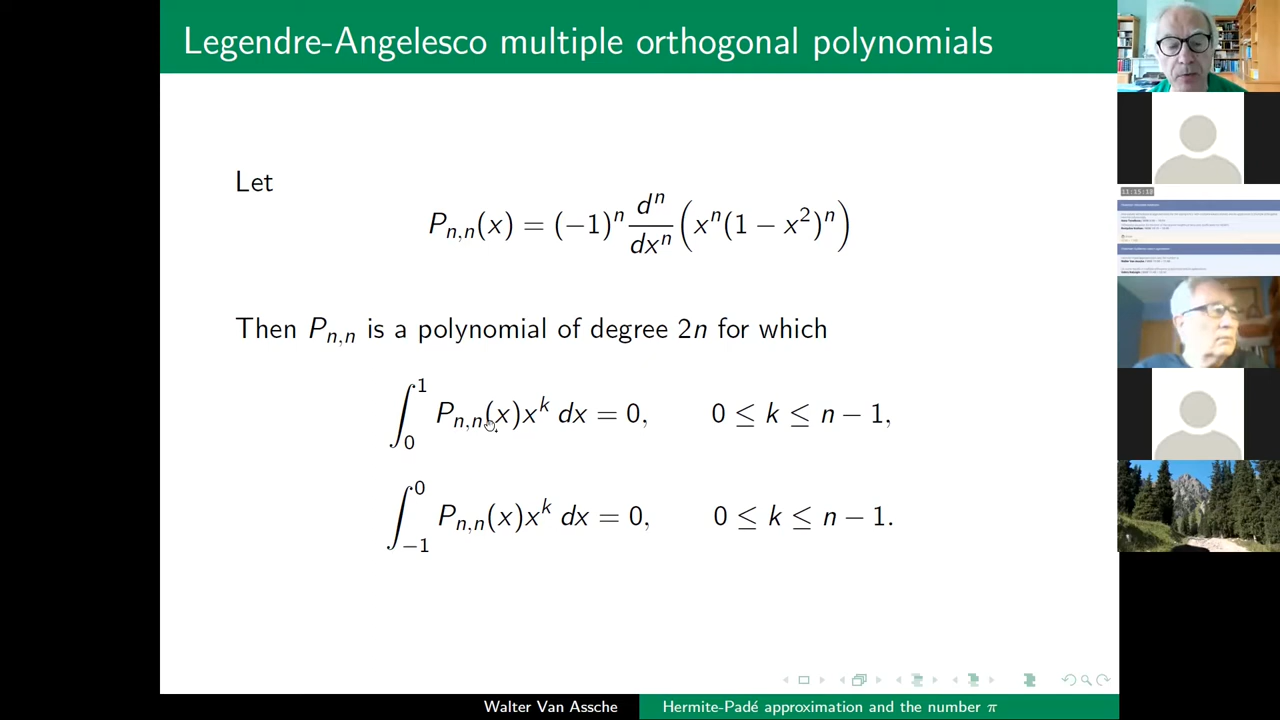 Legendre-Angelesco multiple orthogonal polynomials
Let
P_{n,n}(x) = (−1)^n \frac{d^n}{dx^n} (x^n(1 − x^2)^n)
Then P_{n,n} is a polynomial of degree 2n for which
∫_0^1 P_{n,n}(x)x^k dx = 0, 0 ≤ k ≤ n − 1,
∫_{−1}^0 P_{n,n}(x)x^k dx = 0, 0 ≤ k ≤ n − 1.
Walter Van Assche Hermite-Padé approximation and the number π